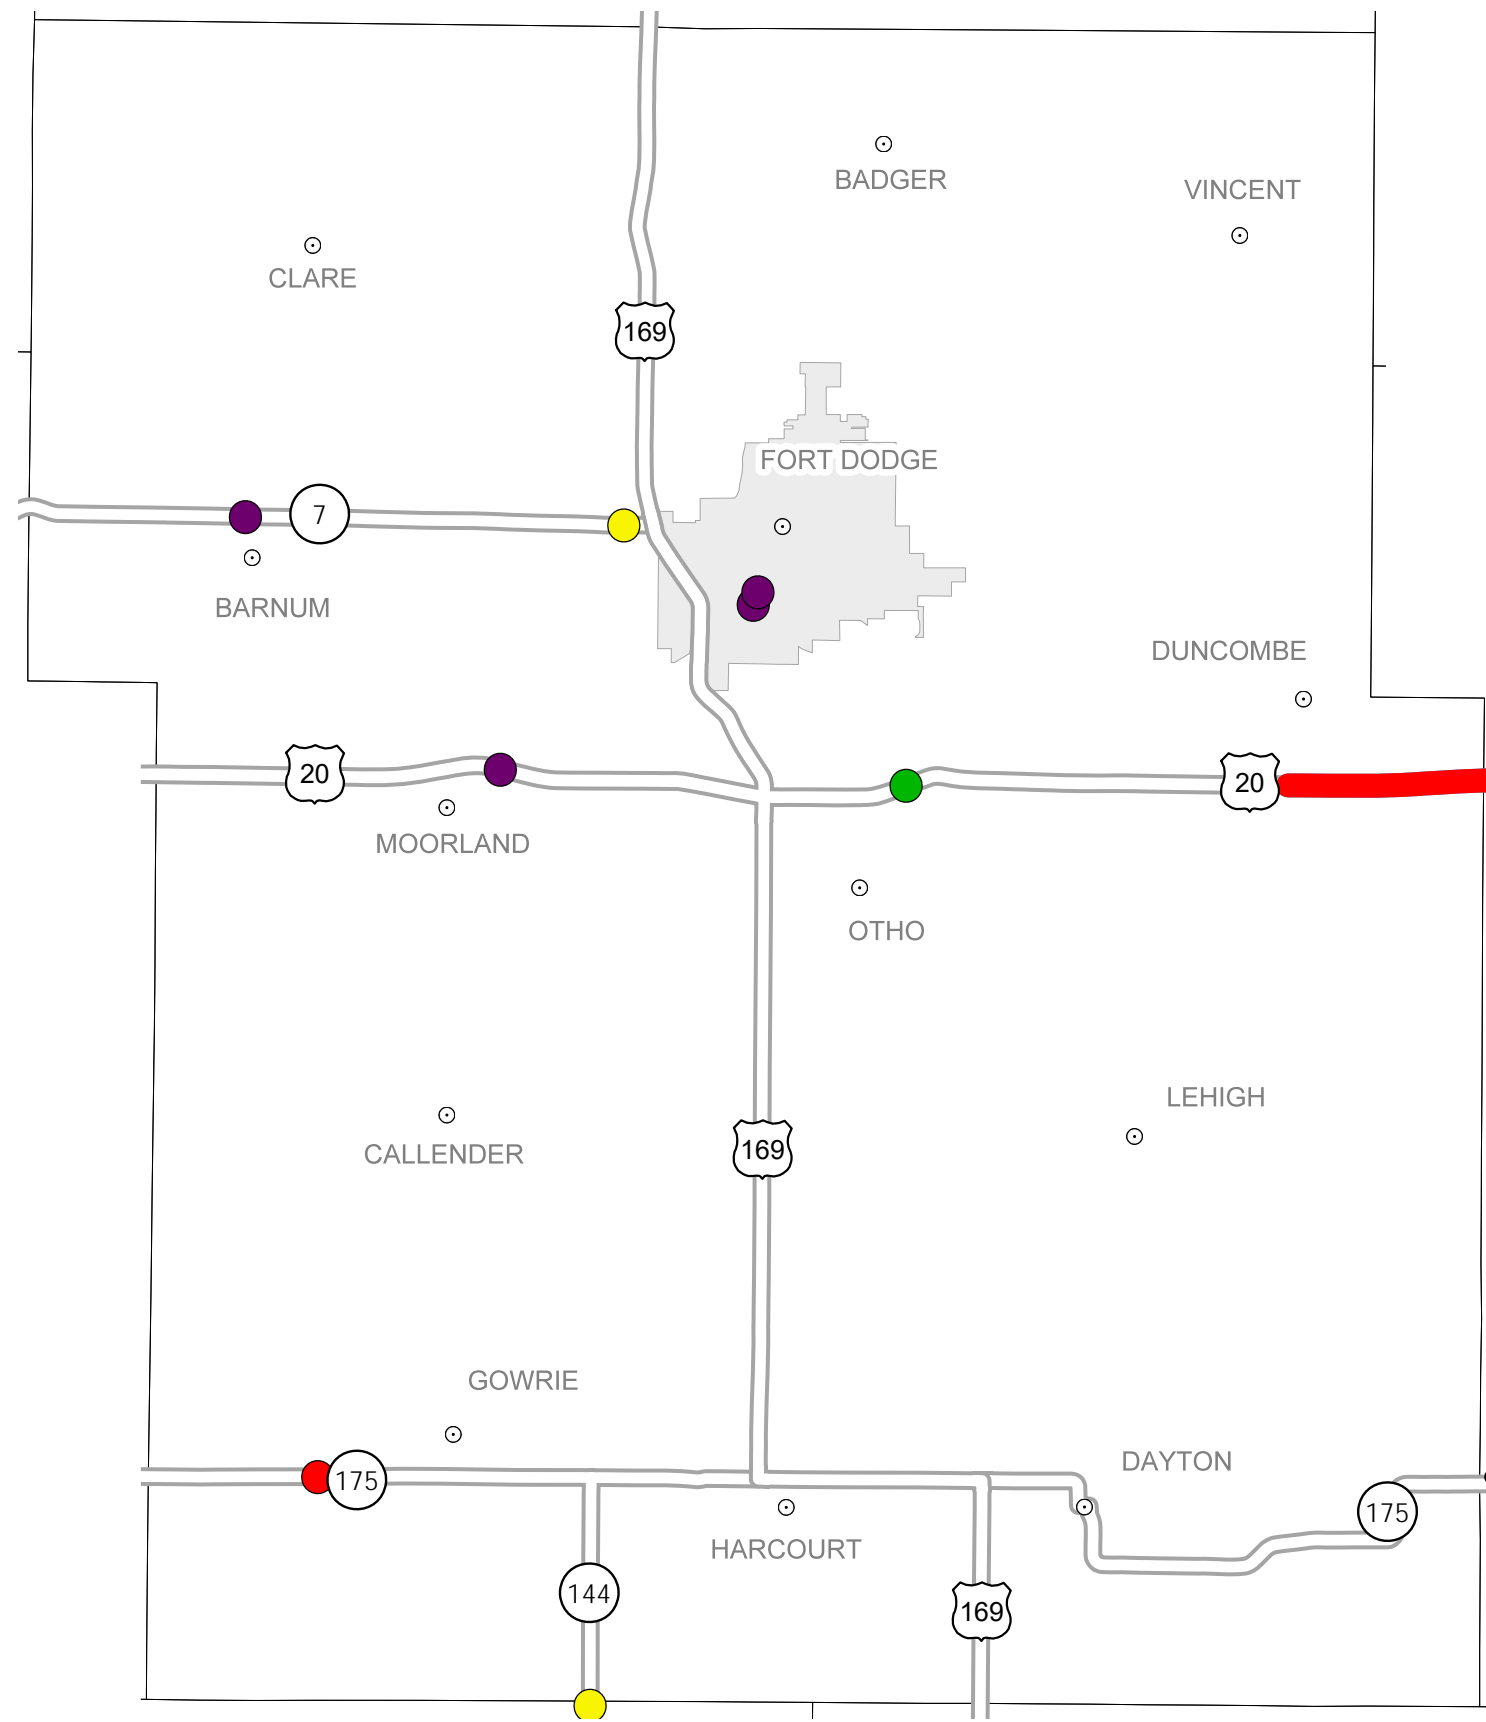 BADGER
VINCENT
CLARE
169
FORT DODGE
7
BARNUM
DUNCOMBE
20
20
MOORLAND
OTHO
LEHIGH
169
CALLENDER
GOWRIE
DAYTON
175
175
HARCOURT
144
169